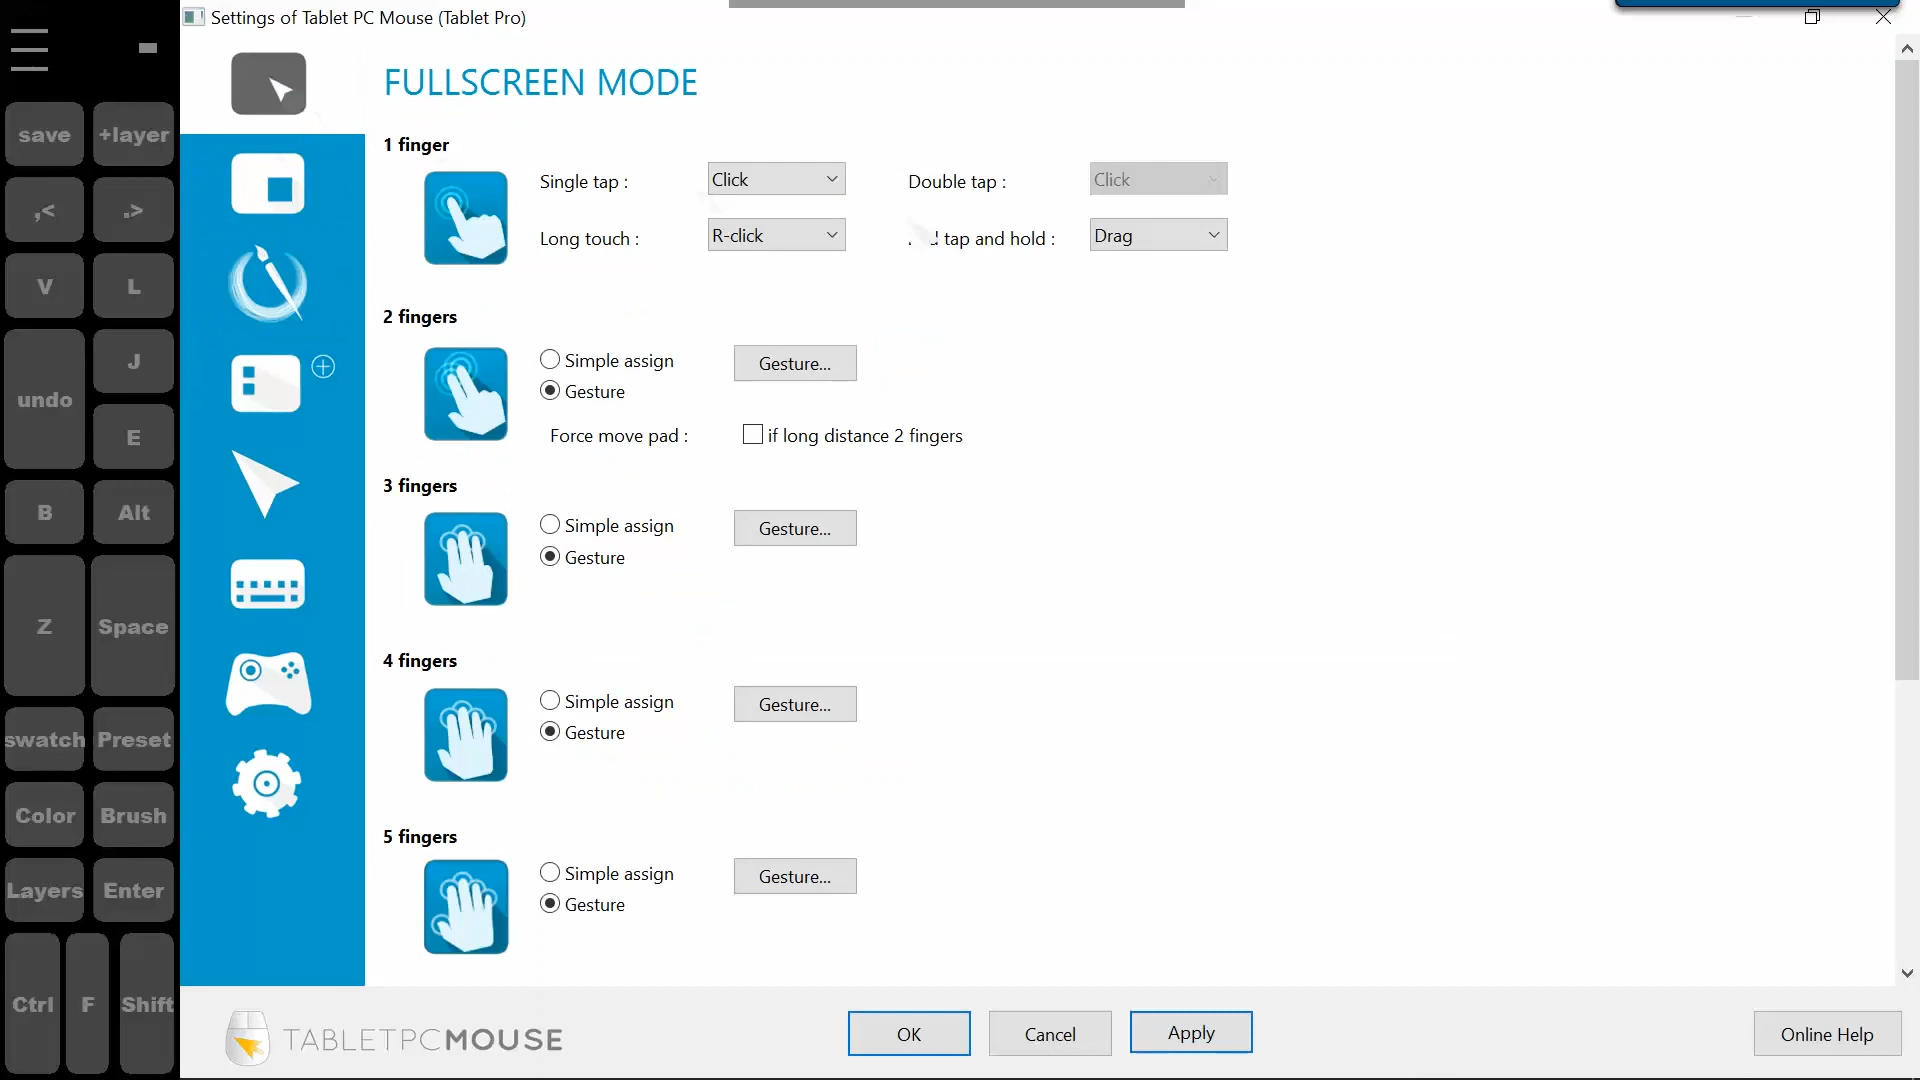 Settings of Tablet PC Mouse (Tablet Pro)
FULLSCREEN MODE
save +layer
,< .>
V L
undo J
E
B Alt
Z Space
swatch Preset
Color Brush
Layers Enter
Ctrl F Shift
1 finger
Single tap : Click Double tap : Click
Long touch : R-click tap and hold : Drag
2 fingers
Simple assign Gesture...
Gesture
Force move pad : if long distance 2 fingers
3 fingers
Simple assign Gesture...
Gesture
4 fingers
Simple assign Gesture...
Gesture
5 fingers
Simple assign Gesture...
Gesture
TABLETPCMOUSE
OK Cancel Apply Online Help